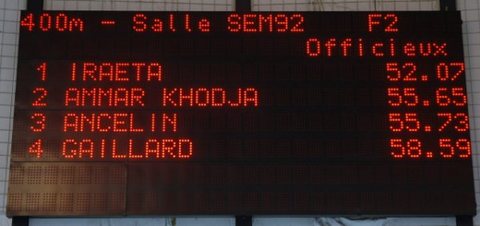 400m - Salle SEM92 F2
Officieux
1 IRAETA 52.07
2 AMMAR KHODJA 55.65
3 ANCELIN 55.73
4 GAILLARD 58.59